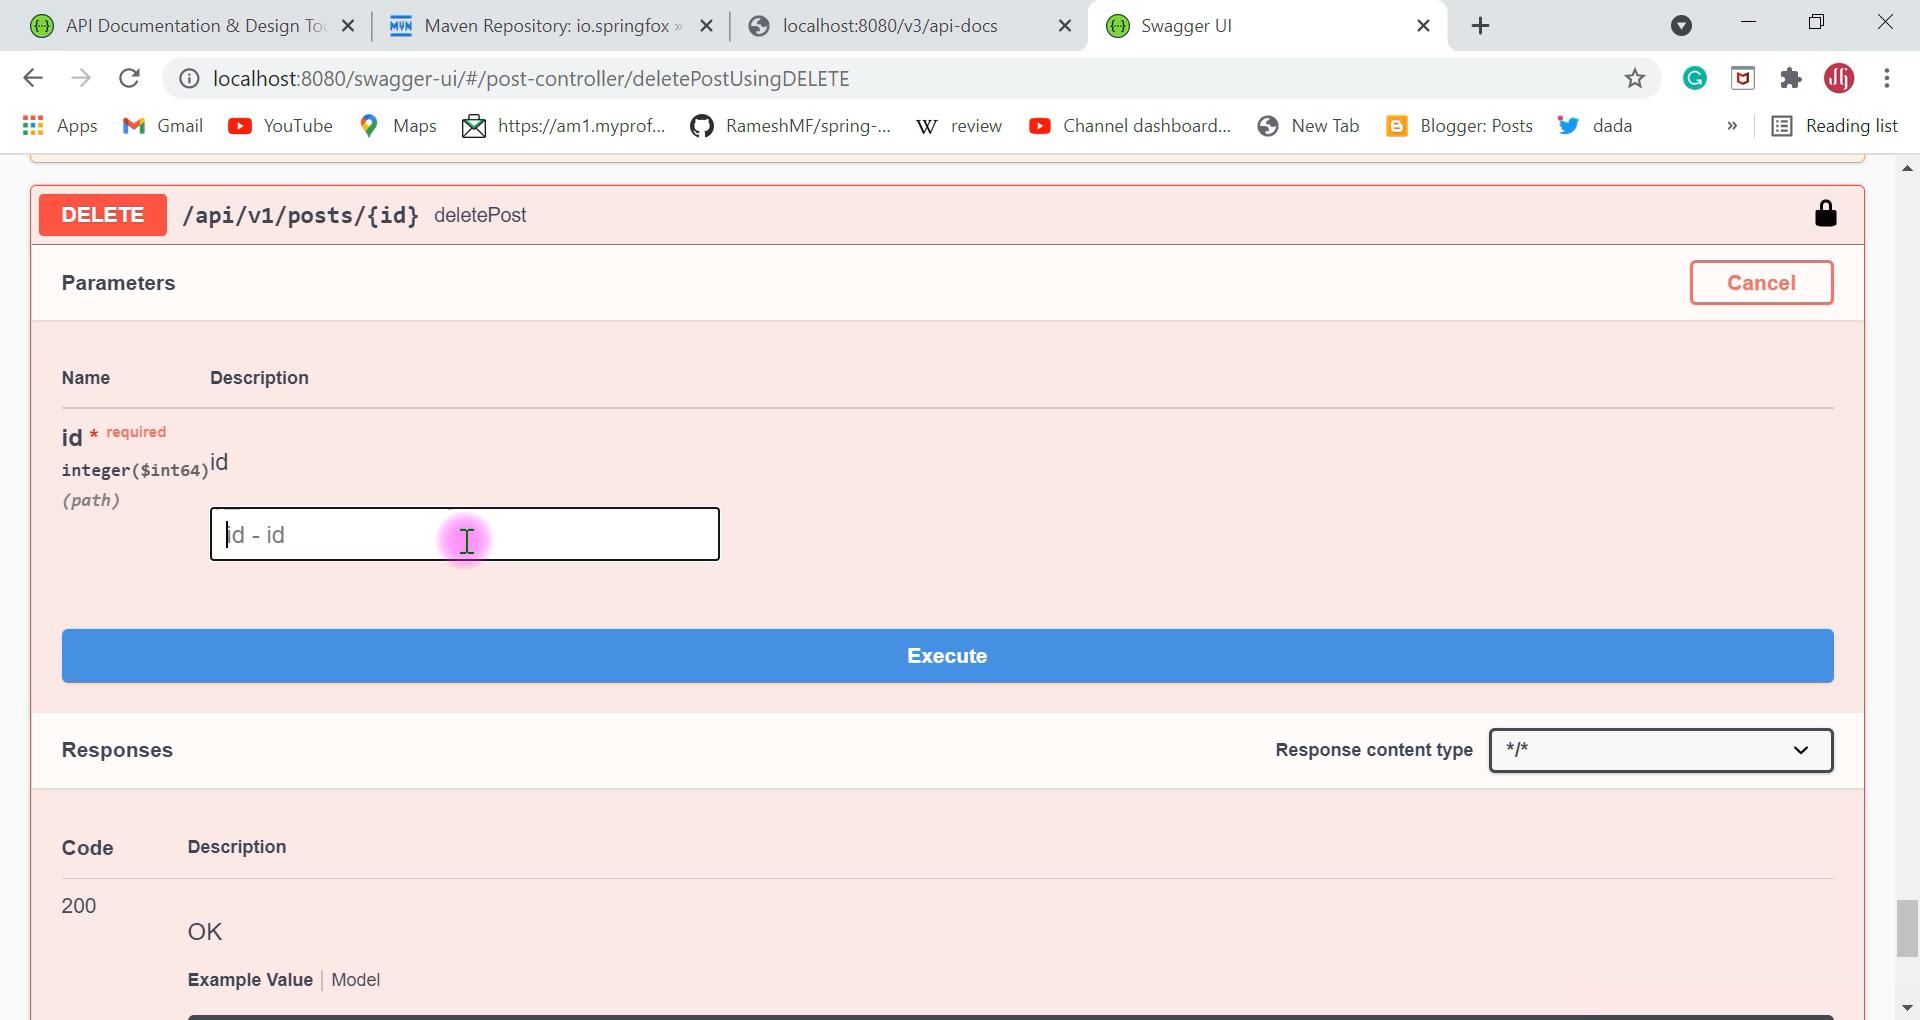 API Documentation & Design To
Maven Repository: io.springfox »
localhost:8080/v3/api-docs
Swagger UI
localhost:8080/swagger-ui/#/post-controller/deletePostUsingDELETE
Apps
Gmail
YouTube
Maps
https://am1.myprof...
RameshMF/spring-...
W review
Channel dashboard...
New Tab
Blogger: Posts
dada
»
Reading list
DELETE /api/v1/posts/{id} deletePost
Parameters
Cancel
Name Description
id * required
integer($int64)
(path)
id
id - id
Execute
Responses
Response content type */*
Code Description
200
OK
Example Value | Model